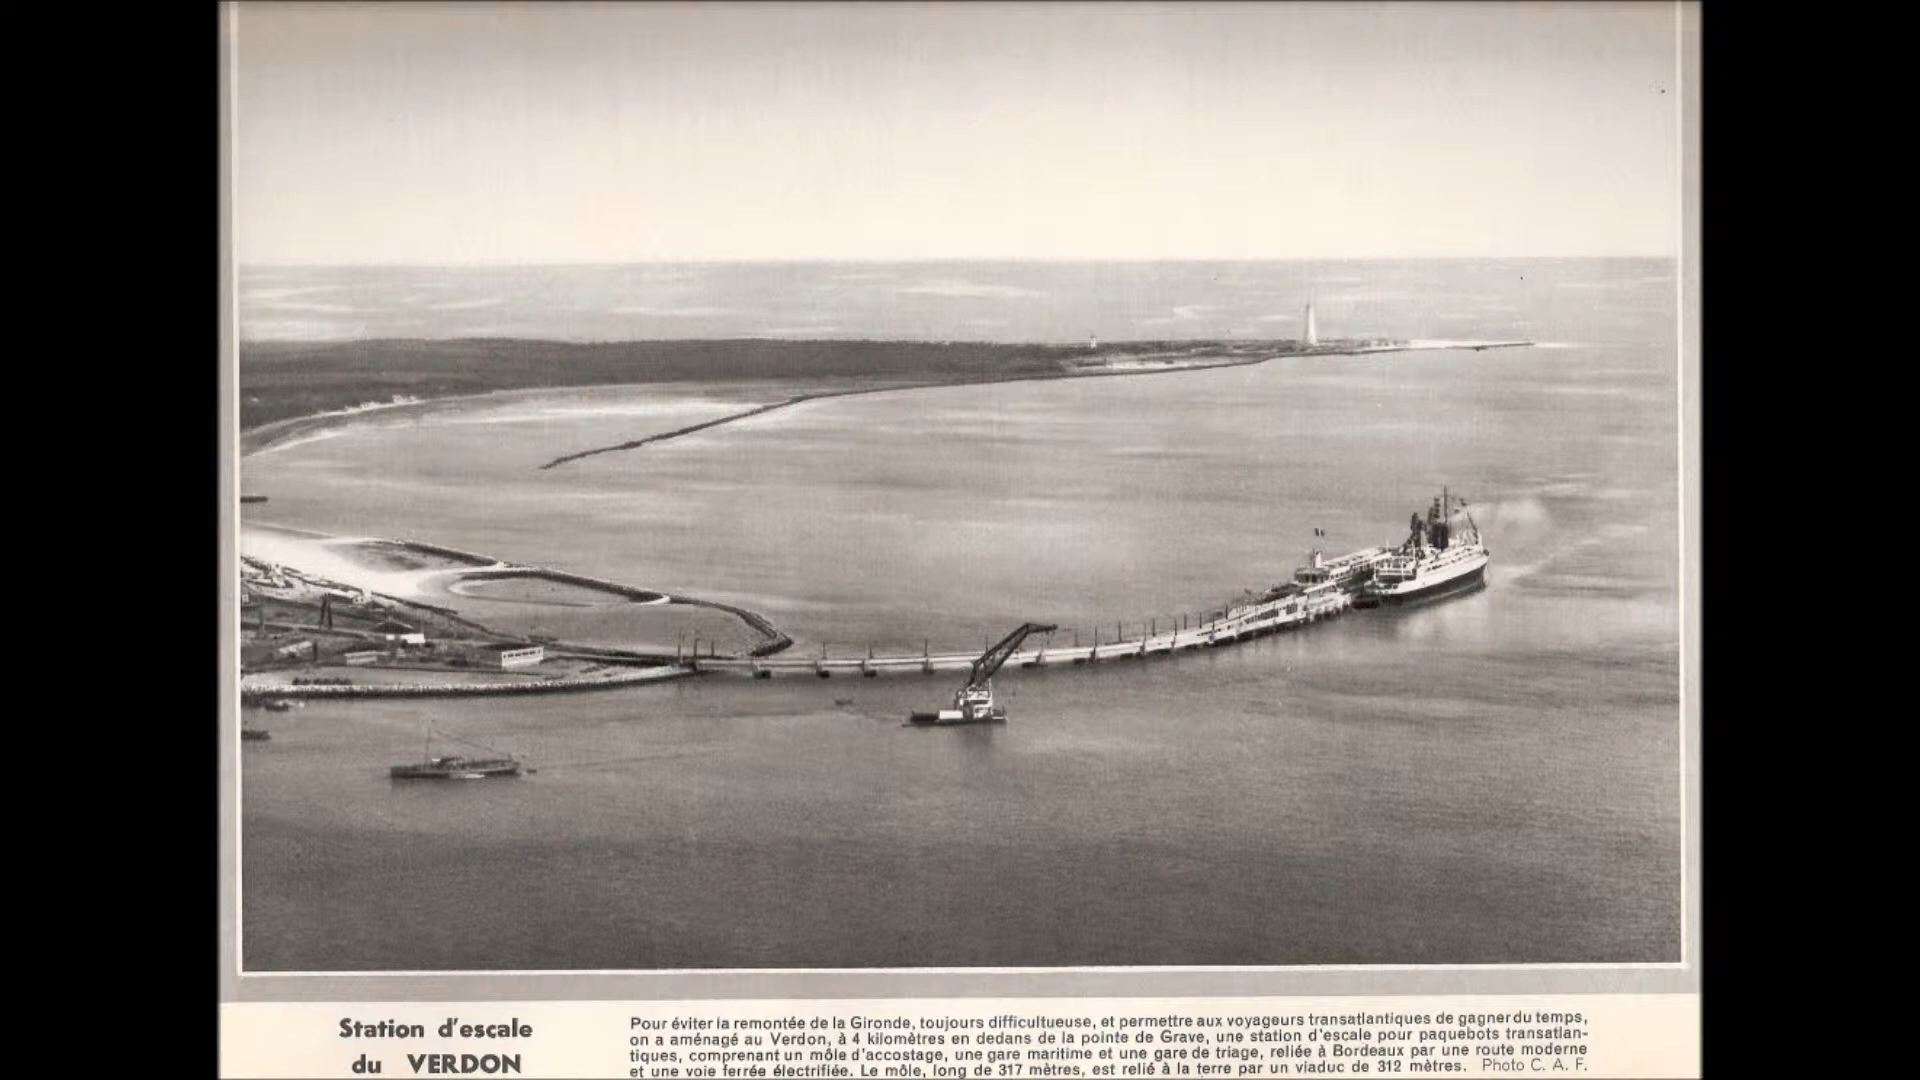 Station d'escale
du VERDON
Pour éviter la remontée de la Gironde, toujours difficultueuse, et permettre aux voyageurs transatlantiques de gagner du temps,
on a aménagé au Verdon, à 4 kilomètres en dedans de la pointe de Grave, une station d'escale pour paquebots transatlan-
tiques, comprenant un môle d'accostage, une gare maritime et une gare de triage, reliée à Bordeaux par une route moderne
et une voie ferrée électrifiée. Le môle, long de 317 mètres, est relié à la terre par un viaduc de 312 mètres. Photo C. A. F.